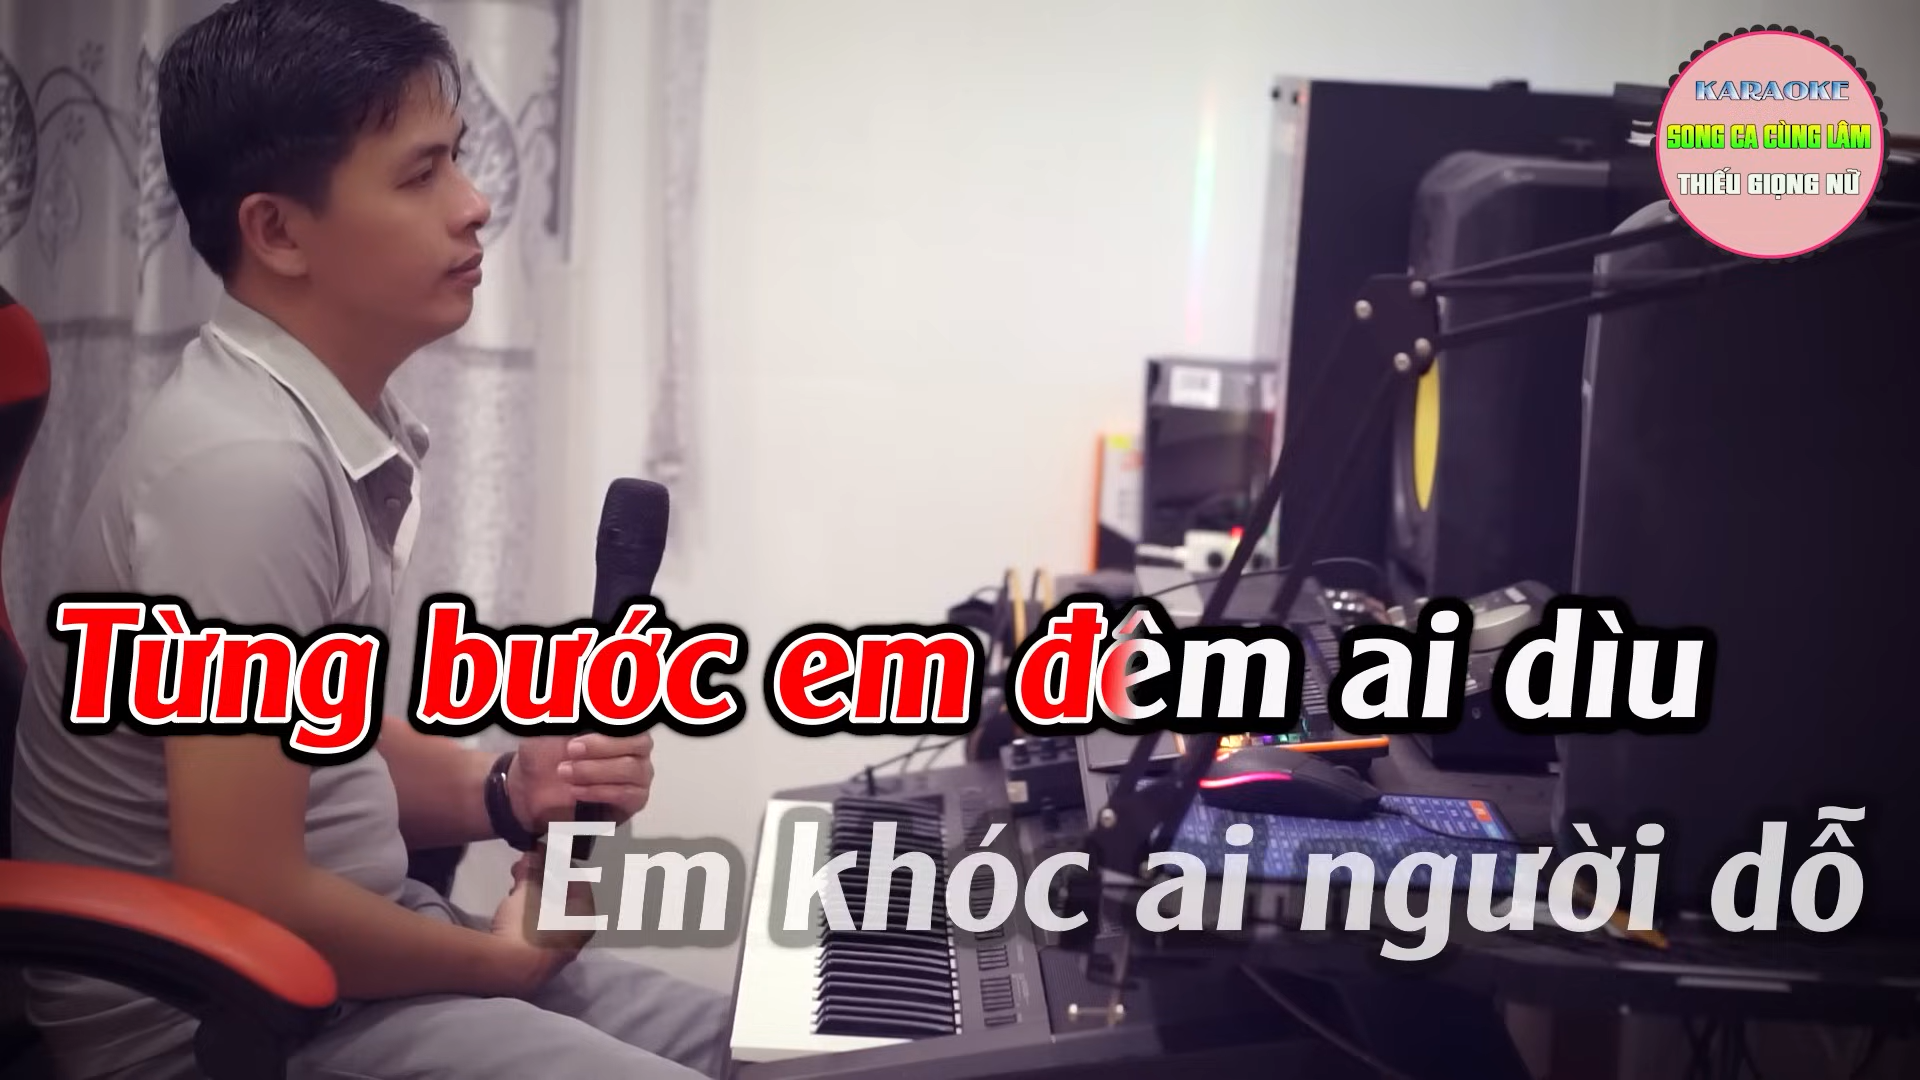 KARAOKE
SONG CA CÙNG LÂM
THIẾU GIỌNG NỮ
Từng bước em đêm ai dìu
Em khóc ai người dỗ